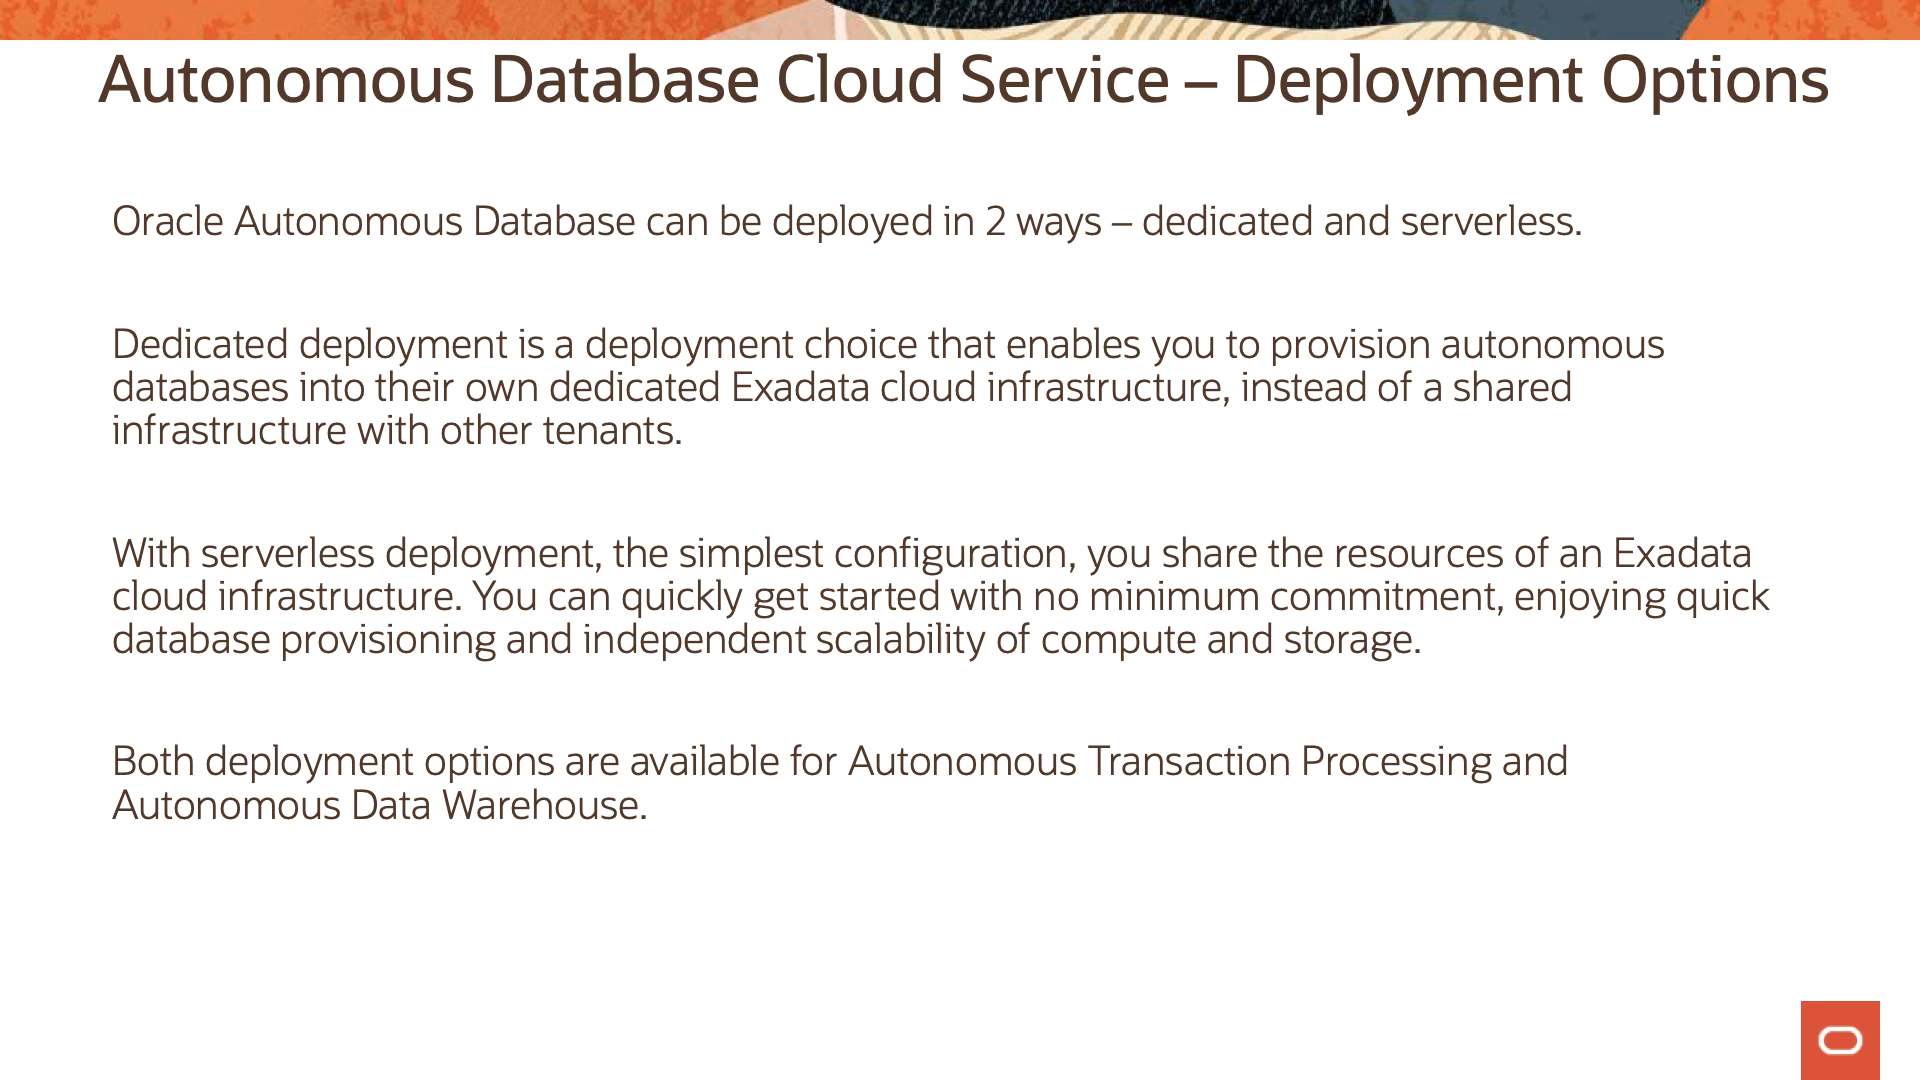 Autonomous Database Cloud Service – Deployment Options
Oracle Autonomous Database can be deployed in 2 ways – dedicated and serverless.
Dedicated deployment is a deployment choice that enables you to provision autonomous
databases into their own dedicated Exadata cloud infrastructure, instead of a shared
infrastructure with other tenants.
With serverless deployment, the simplest configuration, you share the resources of an Exadata
cloud infrastructure. You can quickly get started with no minimum commitment, enjoying quick
database provisioning and independent scalability of compute and storage.
Both deployment options are available for Autonomous Transaction Processing and
Autonomous Data Warehouse.